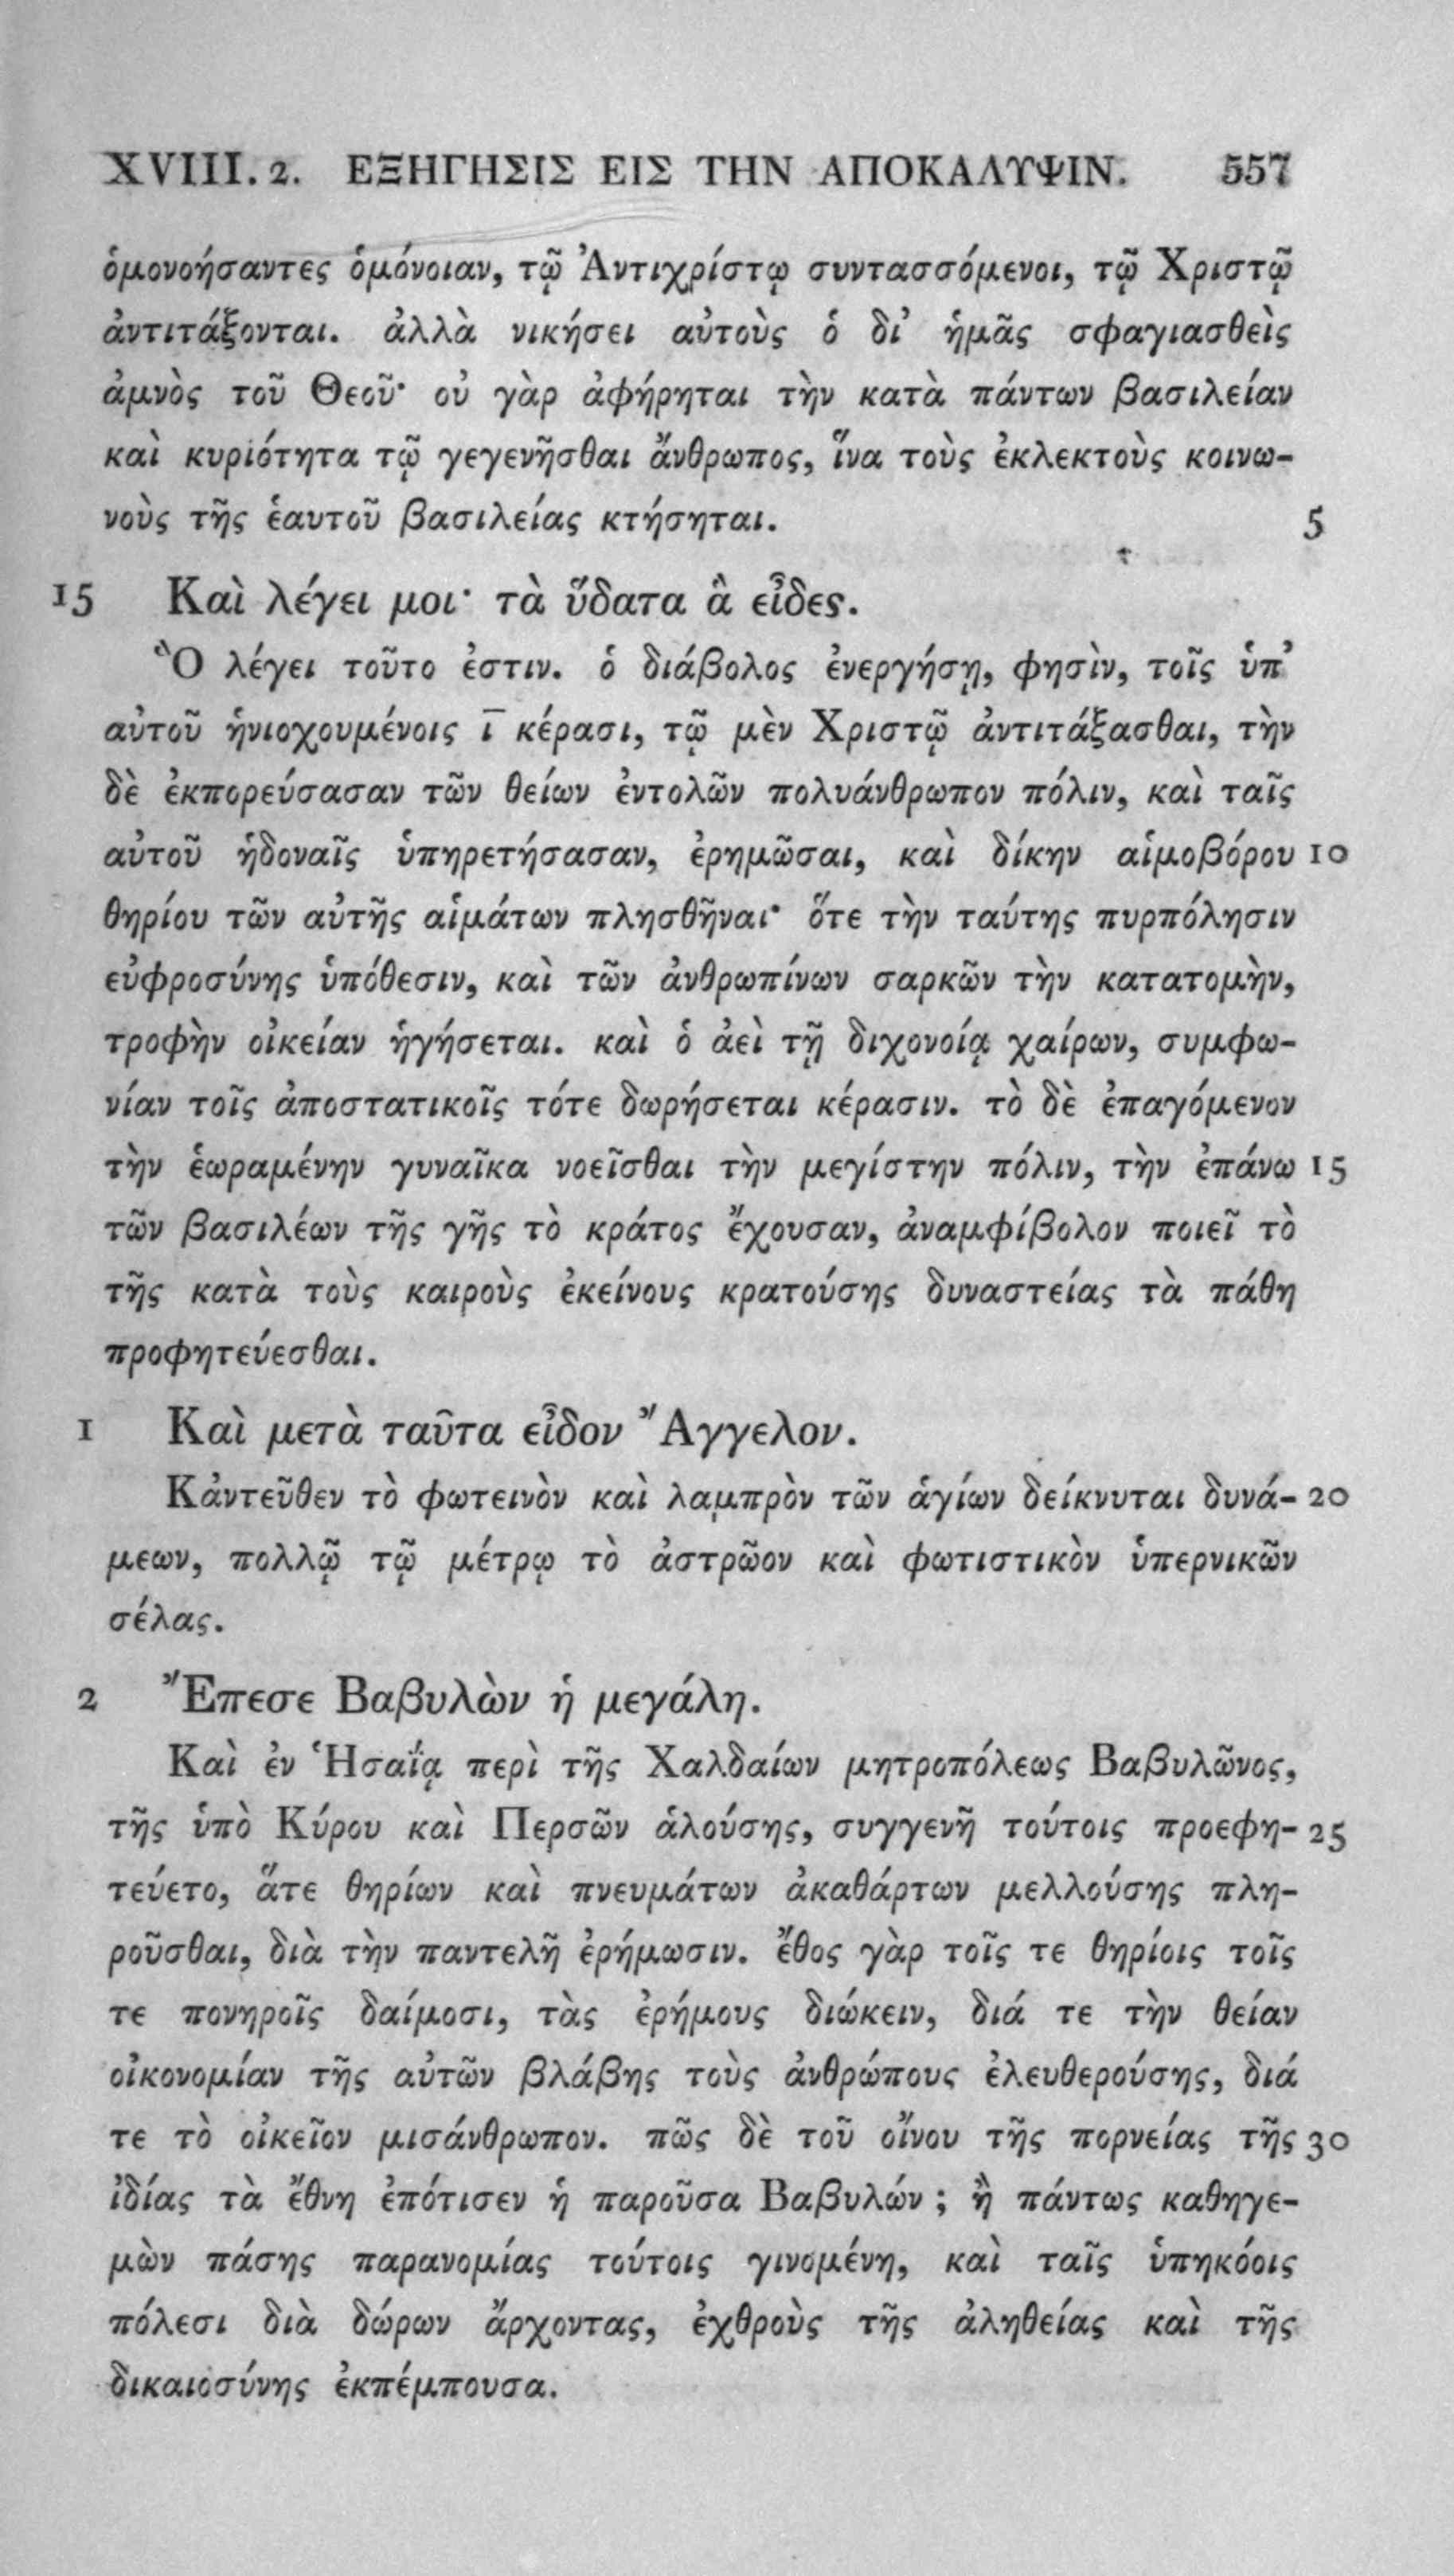 XVIII. 2. ΕΞΗΓΗΣΙΣ ΕΙΣ ΤΗΝ ΑΠΟΚΑΛΥΨΙΝ. 557
ὁμονοήσαντες ὁμόνοιαν, τῷ Ἀντιχρίστῳ συντασσόμενοι, τῷ Χριστῷ
ἀντιτάξονται. ἀλλὰ νικήσει αὐτοὺς ὁ δι’ ἡμᾶς σφαγιασθεὶς
ἀμνὸς τοῦ Θεοῦ· οὐ γὰρ ἀφήρηται τὴν κατὰ πάντων βασιλείαν
καὶ κυριότητα τῷ γεγενῆσθαι ἄνθρωπος, ἵνα τοὺς ἐκλεκτοὺς κοινω-
νοὺς τῆς ἑαυτοῦ βασιλείας κτήσηται. 5
15 Καὶ λέγει μοι· τὰ ὕδατα ἃ εἶδες.
Ὃ λέγει τοῦτο ἐστιν. ὁ διάβολος ἐνεργήσῃ, φησὶν, τοῖς ὑπ’
αὐτοῦ ἡνιοχουμένοις ῑ κέρασι, τῷ μὲν Χριστῷ ἀντιτάξασθαι, τὴν
δὲ ἐκπορεύσασαν τῶν θείων ἐντολῶν πολυάνθρωπον πόλιν, καὶ ταῖς
αὐτοῦ ἡδοναῖς ὑπηρετήσασαν, ἐρημῶσαι, καὶ δίκην αἱμοβόρου 10
θηρίου τῶν αὐτῆς αἱμάτων πλησθῆναι· ὅτε τὴν ταύτης πυρπόλησιν
εὐφροσύνης ὑπόθεσιν, καὶ τῶν ἀνθρωπίνων σαρκῶν τὴν κατατομὴν,
τροφὴν οἰκείαν ἡγήσεται. καὶ ὁ ἀεὶ τῇ διχονοίᾳ χαίρων, συμφω-
νίαν τοῖς ἀποστατικοῖς τότε δωρήσεται κέρασιν. τὸ δὲ ἐπαγόμενον
τὴν ἑωραμένην γυναῖκα νοεῖσθαι τὴν μεγίστην πόλιν, τὴν ἐπάνω 15
τῶν βασιλέων τῆς γῆς τὸ κράτος ἔχουσαν, ἀναμφίβολον ποιεῖ τὸ
τῆς κατὰ τοὺς καιροὺς ἐκείνους κρατούσης δυναστείας τὰ πάθη
προφητεύεσθαι.
1 Καὶ μετὰ ταῦτα εἶδον Ἄγγελον.
Κἀντεῦθεν τὸ φωτεινὸν καὶ λαμπρὸν τῶν ἁγίων δείκνυται δυνά- 20
μεων, πολλῷ τῷ μέτρῳ τὸ ἀστρῶον καὶ φωτιστικὸν ὑπερνικῶν
σέλας.
2 Ἔπεσε Βαβυλὼν ἡ μεγάλη.
Καὶ ἐν Ἡσαΐᾳ περὶ τῆς Χαλδαίων μητροπόλεως Βαβυλῶνος,
τῆς ὑπὸ Κύρου καὶ Περσῶν ἁλούσης, συγγενῆ τούτοις προεφη- 25
τεύετο, ἅτε θηρίων καὶ πνευμάτων ἀκαθάρτων μελλούσης πλη-
ροῦσθαι, διὰ τὴν παντελῆ ἐρήμωσιν. ἔθος γὰρ τοῖς τε θηρίοις τοῖς
τε πονηροῖς δαίμοσι, τὰς ἐρήμους διώκειν, διά τε τὴν θείαν
οἰκονομίαν τῆς αὐτῶν βλάβης τοὺς ἀνθρώπους ἐλευθερούσης, διά
τε τὸ οἰκεῖον μισάνθρωπον. πῶς δὲ τοῦ οἴνου τῆς πορνείας τῆς 30
ἰδίας τὰ ἔθνη ἐπότισεν ἡ παροῦσα Βαβυλών ; ἢ πάντως καθηγε-
μὼν πάσης παρανομίας τούτοις γινομένη, καὶ ταῖς ὑπηκόοις
πόλεσι διὰ δώρων ἄρχοντας, ἐχθροὺς τῆς ἀληθείας καὶ τῆς
δικαιοσύνης ἐκπέμπουσα.